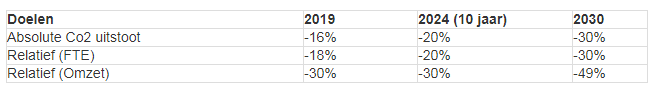 Doelen 2019 2024 (10 jaar) 2030
Absolute Co2 uitstoot -16% -20% -30%
Relatief (FTE) -18% -20% -30%
Relatief (Omzet) -30% -30% -49%